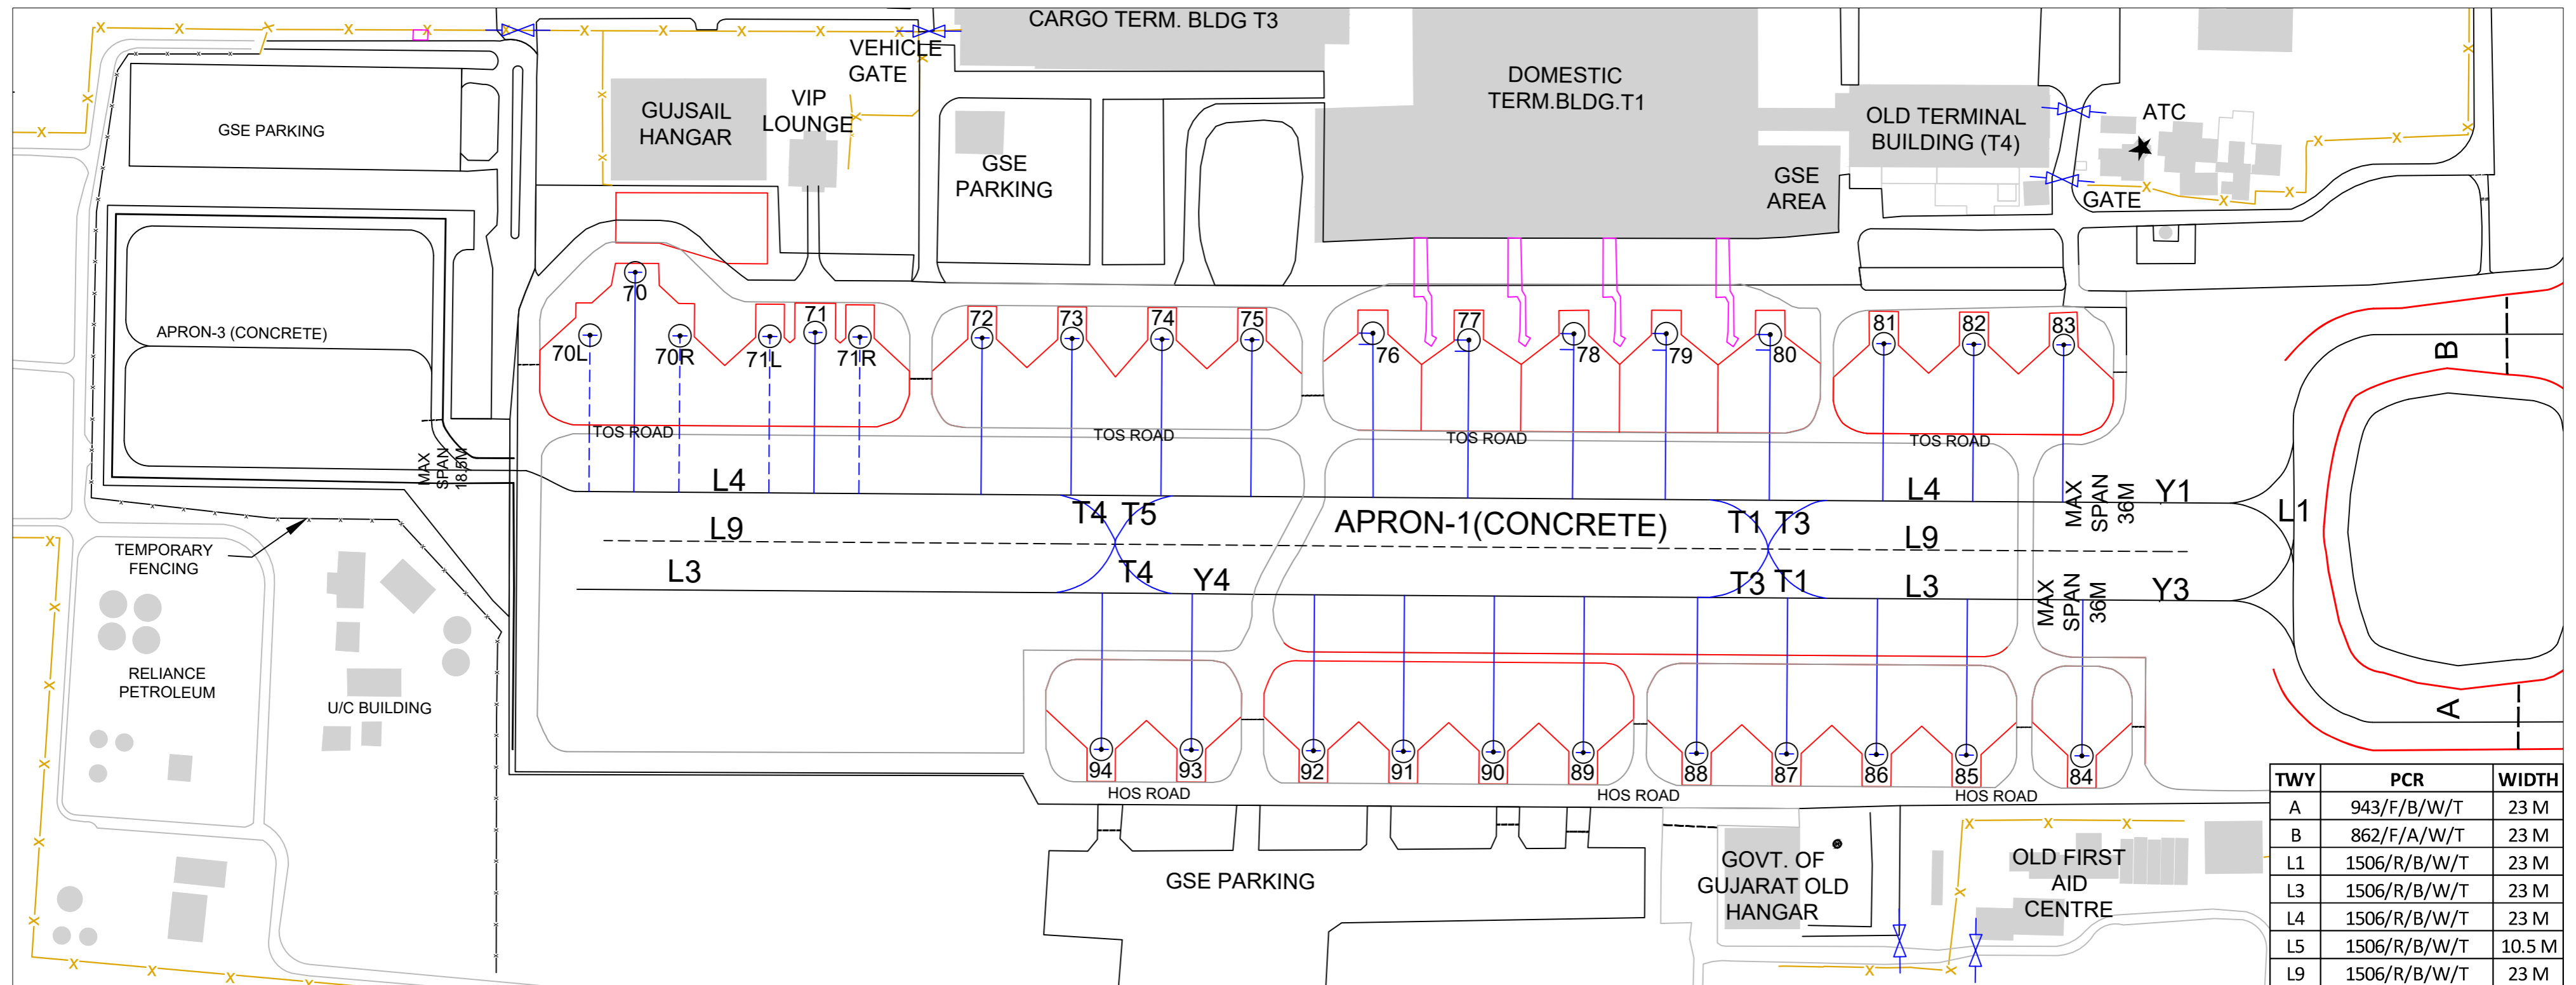 CARGO TERM. BLDG T3
VEHICLE
GATE
DOMESTIC
TERM.BLDG.T1
GSE PARKING
GUJSAIL
HANGAR
VIP
LOUNGE
GSE
PARKING
OLD TERMINAL
BUILDING (T4)
ATC
GSE
AREA
GATE
APRON-3 (CONCRETE)
70
70L
70R
71L
71
71R
72
73
74
75
76
77
78
79
80
81
82
83
B
TOS ROAD
TOS ROAD
TOS ROAD
TOS ROAD
MAX
SPAN
18.5M
L4
L4
MAX
SPAN
36M
Y1
L1
T4
T5
APRON-1(CONCRETE)
T1
T3
L9
L9
TEMPORARY
FENCING
L3
T4
Y4
T3
T1
L3
MAX
SPAN
36M
Y3
RELIANCE
PETROLEUM
U/C BUILDING
A
94
93
92
91
90
89
88
87
86
85
84
HOS ROAD
HOS ROAD
HOS ROAD
GSE PARKING
GOVT. OF
GUJARAT OLD
HANGAR
OLD FIRST
AID
CENTRE
TWY PCR WIDTH
A 943/F/B/W/T 23 M
B 862/F/A/W/T 23 M
L1 1506/R/B/W/T 23 M
L3 1506/R/B/W/T 23 M
L4 1506/R/B/W/T 23 M
L5 1506/R/B/W/T 10.5 M
L9 1506/R/B/W/T 23 M